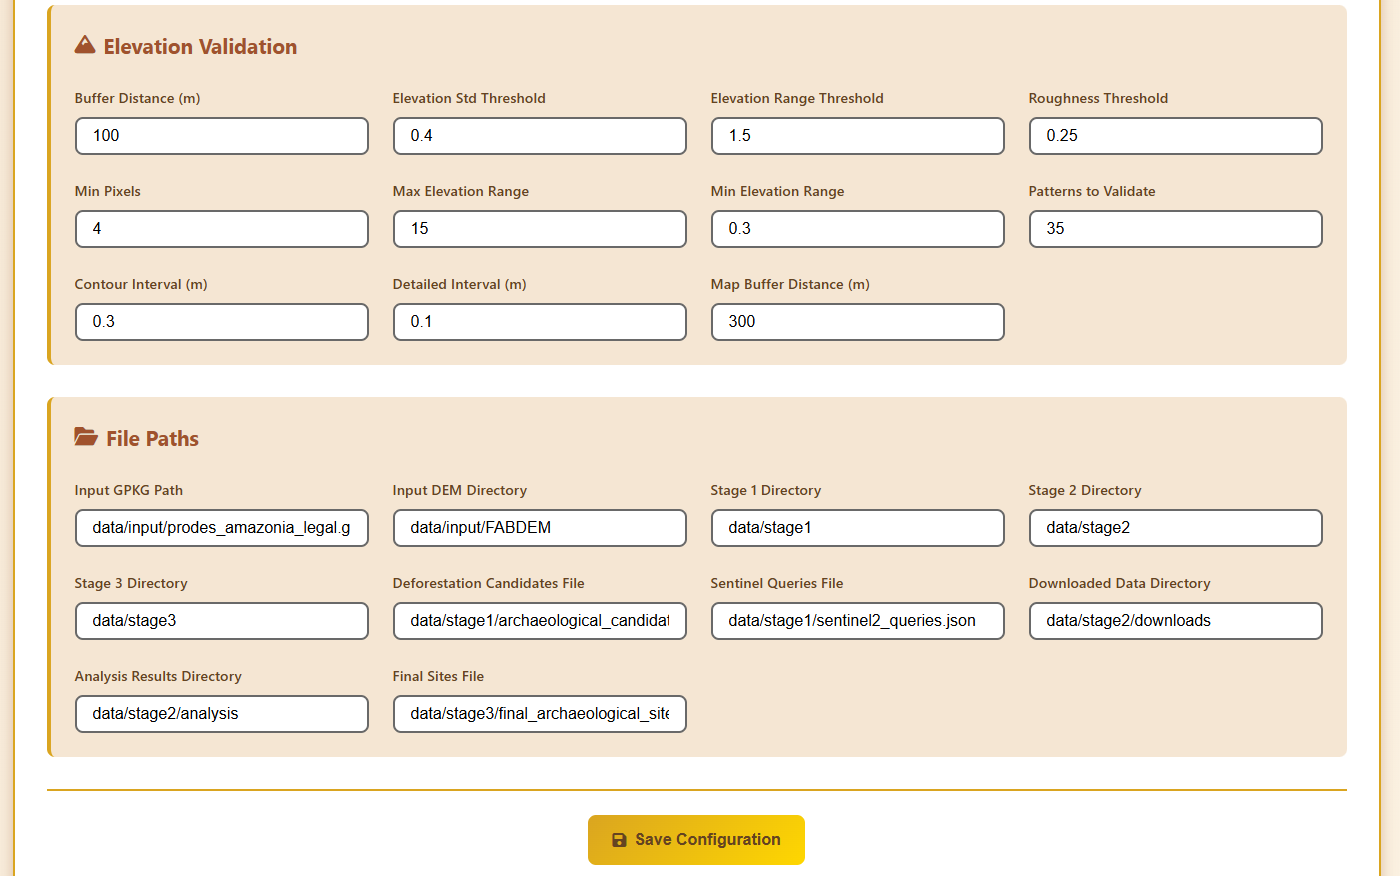 Elevation Validation
Buffer Distance (m) Elevation Std Threshold Elevation Range Threshold Roughness Threshold
100 0.4 1.5 0.25
Min Pixels Max Elevation Range Min Elevation Range Patterns to Validate
4 15 0.3 35
Contour Interval (m) Detailed Interval (m) Map Buffer Distance (m)
0.3 0.1 300
File Paths
Input GPKG Path Input DEM Directory Stage 1 Directory Stage 2 Directory
data/input/prodes_amazonia_legal.g data/input/FABDEM data/stage1 data/stage2
Stage 3 Directory Deforestation Candidates File Sentinel Queries File Downloaded Data Directory
data/stage3 data/stage1/archaeological_candidat data/stage1/sentinel2_queries.json data/stage2/downloads
Analysis Results Directory Final Sites File
data/stage2/analysis data/stage3/final_archaeological_site
Save Configuration